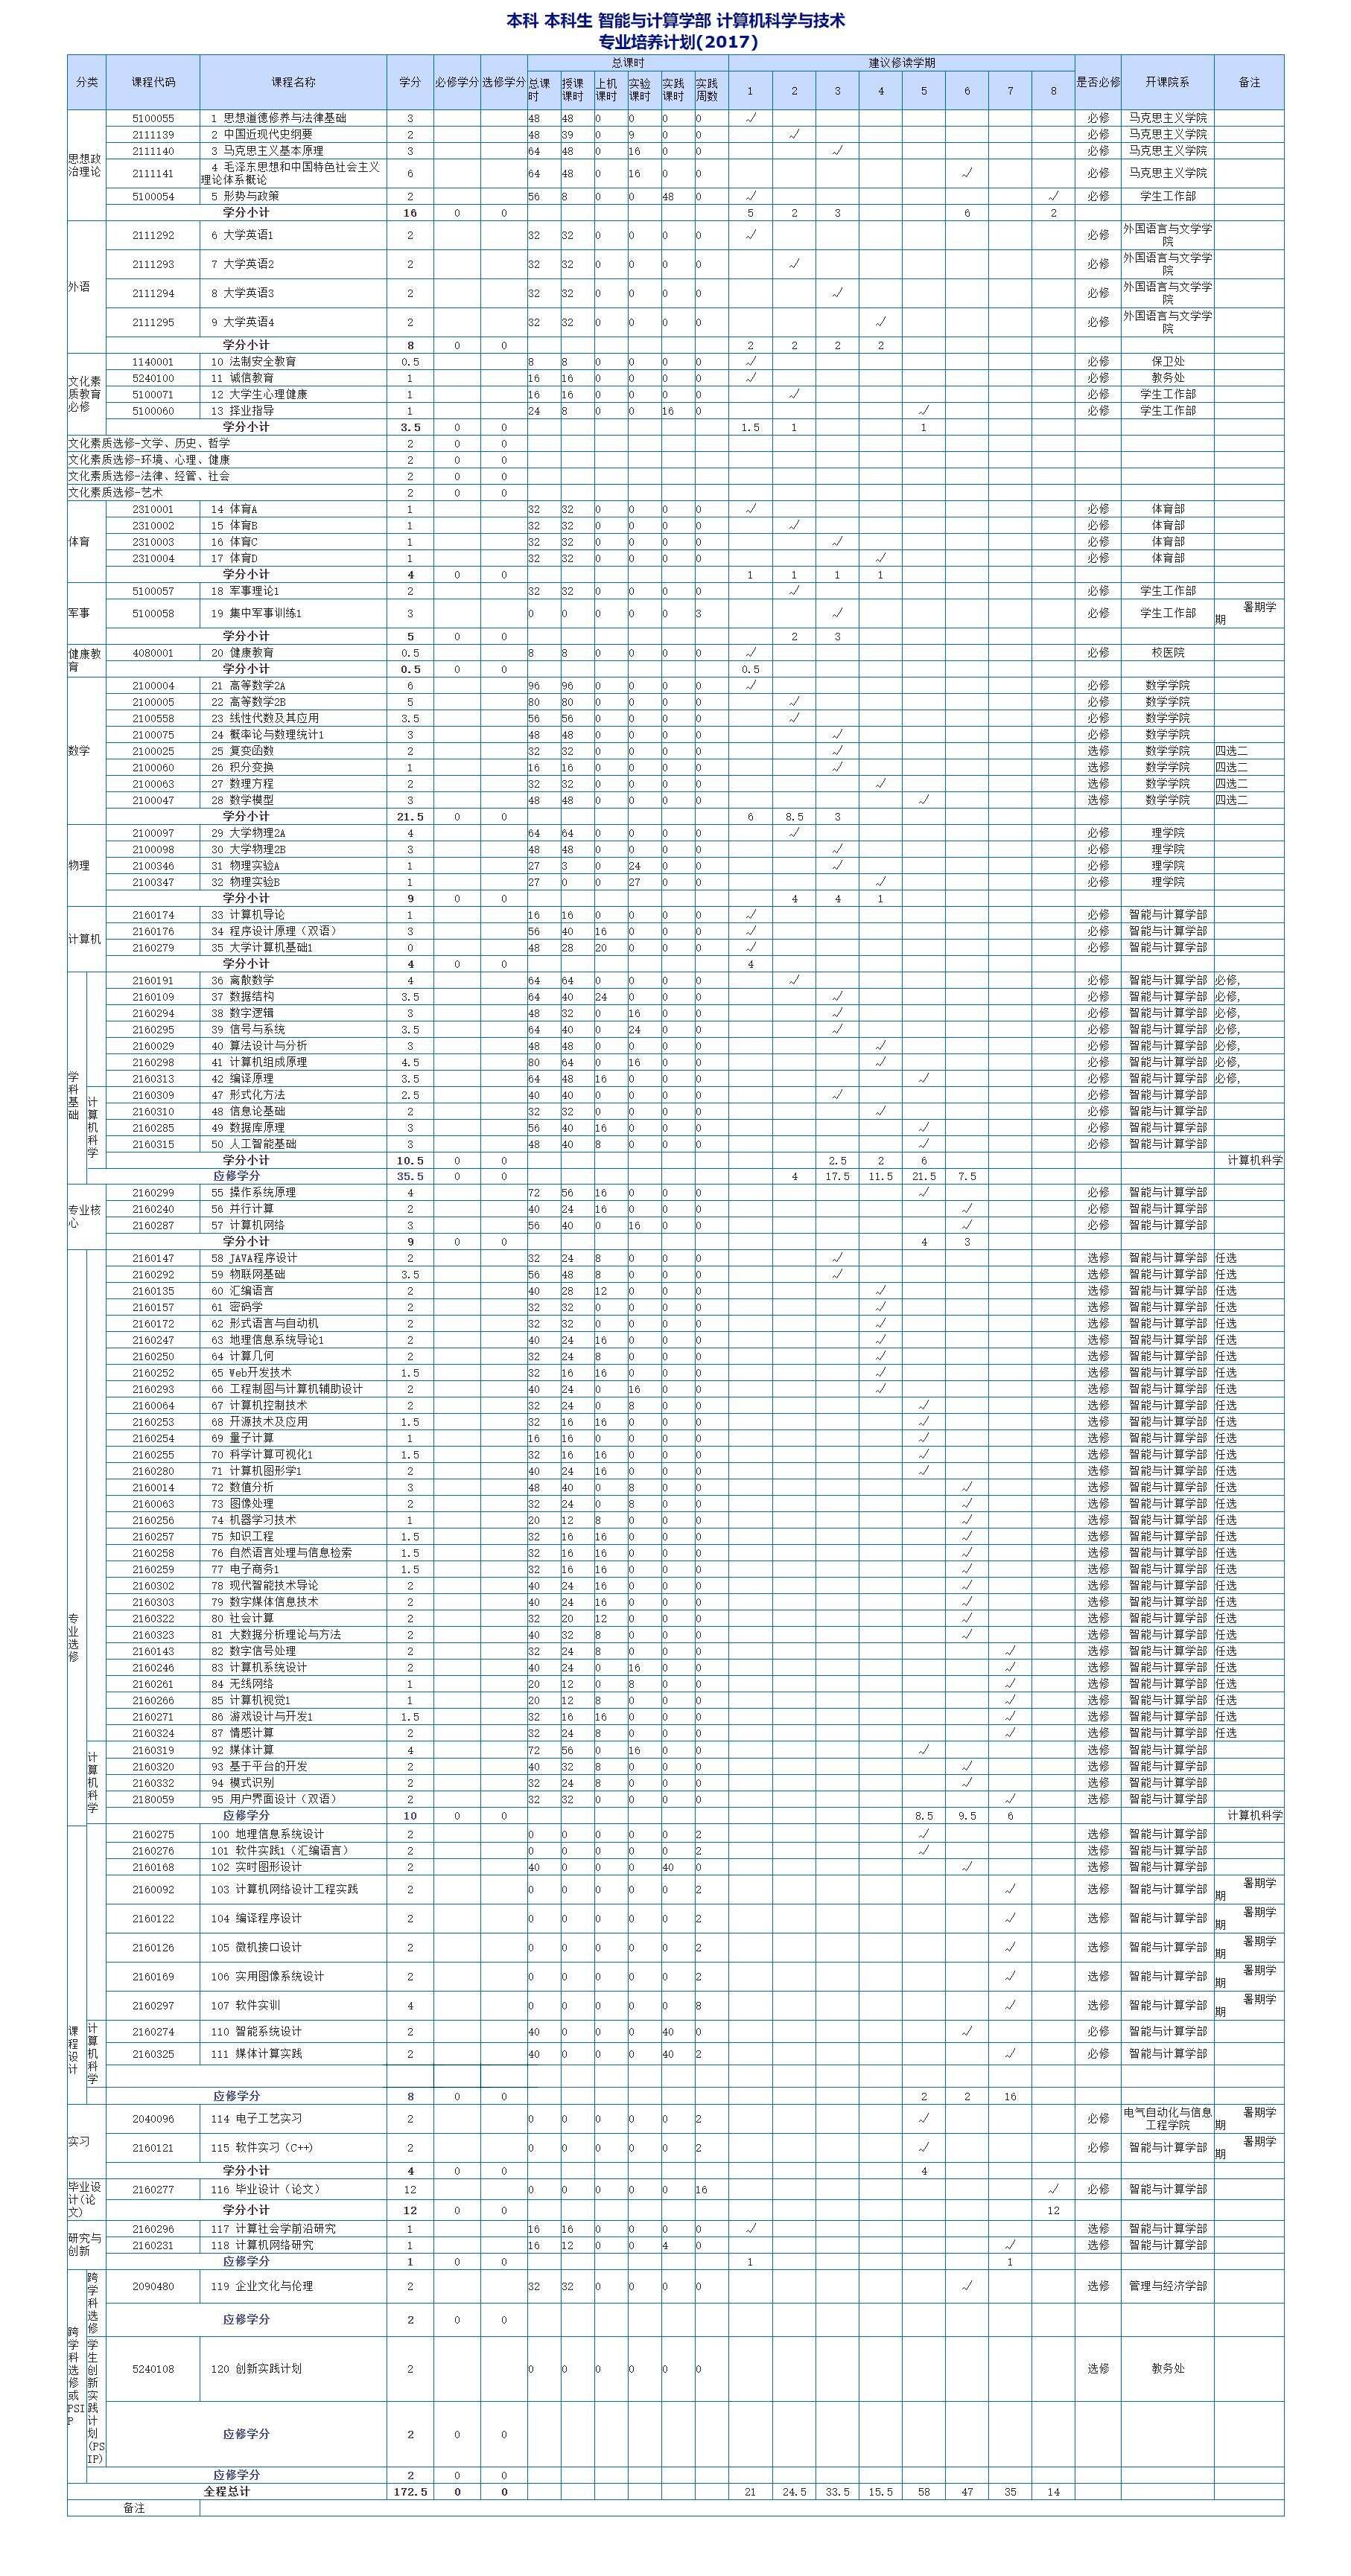 本科 本科生 智能与计算学部 计算机科学与技术
专业培养计划(2017)
分类 课程代码 课程名称 学分 必修学分 选修学分 总课时 建议修读学期 是否必修 开课院系 备注
总课时 授课课时 上机课时 实验课时 实践课时 实践周数 1 2 3 4 5 6 7 8
思想政治理论
5100055 1 思想道德修养与法律基础 3 48 48 0 0 0 0 √ 必修 马克思主义学院
2111139 2 中国近现代史纲要 2 48 39 0 9 0 0 √ 必修 马克思主义学院
2111140 3 马克思主义基本原理 3 64 48 0 16 0 0 √ 必修 马克思主义学院
2111141 4 毛泽东思想和中国特色社会主义理论体系概论 6 64 48 0 16 0 0 √ 必修 马克思主义学院
5100054 5 形势与政策 2 56 8 0 0 48 0 √ √ 必修 学生工作部
学分小计 16 0 0 5 2 3 6 2
外语
2111292 6 大学英语1 2 32 32 0 0 0 0 √ 必修 外国语言与文学学院
2111293 7 大学英语2 2 32 32 0 0 0 0 √ 必修 外国语言与文学学院
2111294 8 大学英语3 2 32 32 0 0 0 0 √ 必修 外国语言与文学学院
2111295 9 大学英语4 2 32 32 0 0 0 0 √ 必修 外国语言与文学学院
学分小计 8 0 0 2 2 2 2
文化素质教育必修
1140001 10 法制安全教育 0.5 8 8 0 0 0 0 √ 必修 保卫处
5240100 11 诚信教育 1 16 16 0 0 0 0 √ 必修 教务处
5100071 12 大学生心理健康 1 16 16 0 0 0 0 √ 必修 学生工作部
5100060 13 择业指导 1 24 8 0 0 16 0 √ 必修 学生工作部
学分小计 3.5 0 0 1.5 1 1
文化素质选修-文学、历史、哲学 2 0 0
文化素质选修-环境、心理、健康 2 0 0
文化素质选修-法律、经管、社会 2 0 0
文化素质选修-艺术 2 0 0
体育
2310001 14 体育A 1 32 32 0 0 0 0 √ 必修 体育部
2310002 15 体育B 1 32 32 0 0 0 0 √ 必修 体育部
2310003 16 体育C 1 32 32 0 0 0 0 √ 必修 体育部
2310004 17 体育D 1 32 32 0 0 0 0 √ 必修 体育部
学分小计 4 0 0 1 1 1 1
军事
5100057 18 军事理论1 2 32 32 0 0 0 0 √ 必修 学生工作部
5100058 19 集中军事训练1 3 0 0 0 0 0 3 √ 必修 学生工作部 暑期学期
学分小计 5 0 0 2 3
健康教育
4080001 20 健康教育 0.5 8 8 0 0 0 0 √ 必修 校医院
学分小计 0.5 0 0 0.5
数学
2100004 21 高等数学2A 6 96 96 0 0 0 0 √ 必修 数学学院
2100005 22 高等数学2B 5 80 80 0 0 0 0 √ 必修 数学学院
2100558 23 线性代数及其应用 3.5 56 56 0 0 0 0 √ 必修 数学学院
2100075 24 概率论与数理统计1 3 48 48 0 0 0 0 √ 必修 数学学院
2100025 25 复变函数 2 32 32 0 0 0 0 √ 选修 数学学院 四选二
2100060 26 积分变换 1 16 16 0 0 0 0 √ 选修 数学学院 四选二
2100063 27 数理方程 2 32 32 0 0 0 0 √ 选修 数学学院 四选二
2100047 28 数学模型 3 48 48 0 0 0 0 √ 选修 数学学院 四选二
学分小计 21.5 0 0 6 8.5 3
物理
2100097 29 大学物理2A 4 64 64 0 0 0 0 √ 必修 理学院
2100098 30 大学物理2B 3 48 48 0 0 0 0 √ 必修 理学院
2100346 31 物理实验A 1 27 3 0 24 0 0 √ 必修 理学院
2100347 32 物理实验B 1 27 0 0 27 0 0 √ 必修 理学院
学分小计 9 0 0 4 4 1
计算机
2160174 33 计算机导论 1 16 16 0 0 0 0 √ 必修 智能与计算学部
2160176 34 程序设计原理（双语） 3 56 40 16 0 0 0 √ 必修 智能与计算学部
2160279 35 大学计算机基础1 0 48 28 20 0 0 0 √ 必修 智能与计算学部
学分小计 4 0 0 4
学科基础
2160191 36 离散数学 4 64 64 0 0 0 0 √ 必修 智能与计算学部 必修,
2160109 37 数据结构 3.5 64 40 24 0 0 0 √ 必修 智能与计算学部 必修,
2160294 38 数字逻辑 3 48 32 0 16 0 0 √ 必修 智能与计算学部 必修,
2160295 39 信号与系统 3.5 64 40 0 24 0 0 √ 必修 智能与计算学部 必修,
2160029 40 算法设计与分析 3 48 48 0 0 0 0 √ 必修 智能与计算学部 必修,
2160298 41 计算机组成原理 4.5 80 64 0 16 0 0 √ 必修 智能与计算学部 必修,
2160313 42 编译原理 3.5 64 48 16 0 0 0 √ 必修 智能与计算学部 必修,
计算机科学
2160309 47 形式化方法 2.5 40 40 0 0 0 0 √ 必修 智能与计算学部
2160310 48 信息论基础 2 32 32 0 0 0 0 √ 必修 智能与计算学部
2160285 49 数据库原理 3 56 40 16 0 0 0 √ 必修 智能与计算学部
2160315 50 人工智能基础 3 48 40 8 0 0 0 √ 必修 智能与计算学部
学分小计 10.5 0 0 2.5 2 6 计算机科学
应修学分 35.5 0 0 4 17.5 11.5 21.5 7.5
专业核心
2160299 55 操作系统原理 4 72 56 16 0 0 0 √ 必修 智能与计算学部
2160240 56 并行计算 2 40 24 16 0 0 0 √ 必修 智能与计算学部
2160287 57 计算机网络 3 56 40 0 16 0 0 √ 必修 智能与计算学部
学分小计 9 0 0 4 3
专业选修
2160147 58 JAVA程序设计 2 32 24 8 0 0 0 √ 选修 智能与计算学部 任选
2160292 59 物联网基础 3.5 56 48 8 0 0 0 √ 选修 智能与计算学部 任选
2160135 60 汇编语言 2 40 28 12 0 0 0 √ 选修 智能与计算学部 任选
2160157 61 密码学 2 32 32 0 0 0 0 √ 选修 智能与计算学部 任选
2160172 62 形式语言与自动机 2 32 32 0 0 0 0 √ 选修 智能与计算学部 任选
2160247 63 地理信息系统导论1 2 40 24 16 0 0 0 √ 选修 智能与计算学部 任选
2160250 64 计算几何 2 32 24 8 0 0 0 √ 选修 智能与计算学部 任选
2160252 65 Web开发技术 1.5 32 16 16 0 0 0 √ 选修 智能与计算学部 任选
2160293 66 工程制图与计算机辅助设计 2 40 24 0 16 0 0 √ 选修 智能与计算学部 任选
2160064 67 计算机控制技术 2 32 24 0 8 0 0 √ 选修 智能与计算学部 任选
2160253 68 开源技术及应用 1.5 32 16 16 0 0 0 √ 选修 智能与计算学部 任选
2160254 69 量子计算 1 16 16 0 0 0 0 √ 选修 智能与计算学部 任选
2160255 70 科学计算可视化1 1.5 32 16 16 0 0 0 √ 选修 智能与计算学部 任选
2160280 71 计算机图形学1 2 40 24 16 0 0 0 √ 选修 智能与计算学部 任选
2160014 72 数值分析 3 48 40 0 8 0 0 √ 选修 智能与计算学部 任选
2160063 73 图像处理 2 32 24 0 8 0 0 √ 选修 智能与计算学部 任选
2160256 74 机器学习技术 1 20 12 8 0 0 0 √ 选修 智能与计算学部 任选
2160257 75 知识工程 1.5 32 16 16 0 0 0 √ 选修 智能与计算学部 任选
2160258 76 自然语言处理与信息检索 1.5 32 16 16 0 0 0 √ 选修 智能与计算学部 任选
2160259 77 电子商务1 1.5 32 16 16 0 0 0 √ 选修 智能与计算学部 任选
2160302 78 现代智能技术导论 2 40 24 16 0 0 0 √ 选修 智能与计算学部 任选
2160303 79 数字媒体信息技术 2 40 24 16 0 0 0 √ 选修 智能与计算学部 任选
2160322 80 社会计算 2 32 20 12 0 0 0 √ 选修 智能与计算学部 任选
2160323 81 大数据分析理论与方法 2 40 32 8 0 0 0 √ 选修 智能与计算学部 任选
2160143 82 数字信号处理 2 32 24 8 0 0 0 √ 选修 智能与计算学部 任选
2160246 83 计算机系统设计 2 40 24 0 16 0 0 √ 选修 智能与计算学部 任选
2160261 84 无线网络 1 20 12 0 8 0 0 √ 选修 智能与计算学部 任选
2160266 85 计算机视觉1 1 20 12 8 0 0 0 √ 选修 智能与计算学部 任选
2160271 86 游戏设计与开发1 1.5 32 16 16 0 0 0 √ 选修 智能与计算学部 任选
2160324 87 情感计算 2 32 24 8 0 0 0 √ 选修 智能与计算学部 任选
计算机科学
2160319 92 媒体计算 4 72 56 0 16 0 0 √ 选修 智能与计算学部
2160320 93 基于平台的开发 2 40 32 8 0 0 0 √ 选修 智能与计算学部
2160332 94 模式识别 2 32 24 8 0 0 0 √ 选修 智能与计算学部
2180059 95 用户界面设计（双语） 2 32 32 0 0 0 0 √ 选修 智能与计算学部
应修学分 10 0 0 8.5 9.5 6 计算机科学
课程设计
2160275 100 地理信息系统设计 2 0 0 0 0 0 2 √ 选修 智能与计算学部
2160276 101 软件实践1（汇编语言） 2 0 0 0 0 0 2 √ 选修 智能与计算学部
2160168 102 实时图形设计 2 40 0 0 0 40 0 √ 选修 智能与计算学部
2160092 103 计算机网络设计工程实践 2 0 0 0 0 0 2 √ 选修 智能与计算学部 暑期学期
2160122 104 编译程序设计 2 0 0 0 0 0 2 √ 选修 智能与计算学部 暑期学期
2160126 105 微机接口设计 2 0 0 0 0 0 2 √ 选修 智能与计算学部 暑期学期
2160169 106 实用图像系统设计 2 0 0 0 0 0 2 √ 选修 智能与计算学部 暑期学期
2160297 107 软件实训 4 0 0 0 0 0 8 √ 选修 智能与计算学部 暑期学期
计算机科学
2160274 110 智能系统设计 2 40 0 0 0 40 0 √ 必修 智能与计算学部
2160325 111 媒体计算实践 2 40 0 0 0 40 2 √ 必修 智能与计算学部
应修学分 8 0 0 2 2 16
实习
2040096 114 电子工艺实习 2 0 0 0 0 0 2 √ 必修 电气自动化与信息工程学院 暑期学期
2160121 115 软件实习（C++) 2 0 0 0 0 0 2 √ 必修 智能与计算学部 暑期学期
学分小计 4 0 0 4
毕业设计(论文)
2160277 116 毕业设计（论文） 12 0 0 0 0 0 16 √ 必修 智能与计算学部
学分小计 12 0 0 12
研究与创新
2160296 117 计算社会学前沿研究 1 16 16 0 0 0 0 √ 选修 智能与计算学部
2160231 118 计算机网络研究 1 16 12 0 0 4 0 √ 选修 智能与计算学部
应修学分 1 0 0 1 1
跨学科选修或PSIP
跨学科选修
2090480 119 企业文化与伦理 2 32 32 0 0 0 0 √ 选修 管理与经济学部
应修学分 2 0 0
学生创新实践计划(PSIP)
5240108 120 创新实践计划 2 0 0 0 0 0 0 选修 教务处
应修学分 2 0 0
应修学分 2 0 0
全程总计 172.5 0 0 21 24.5 33.5 15.5 58 47 35 14
备注